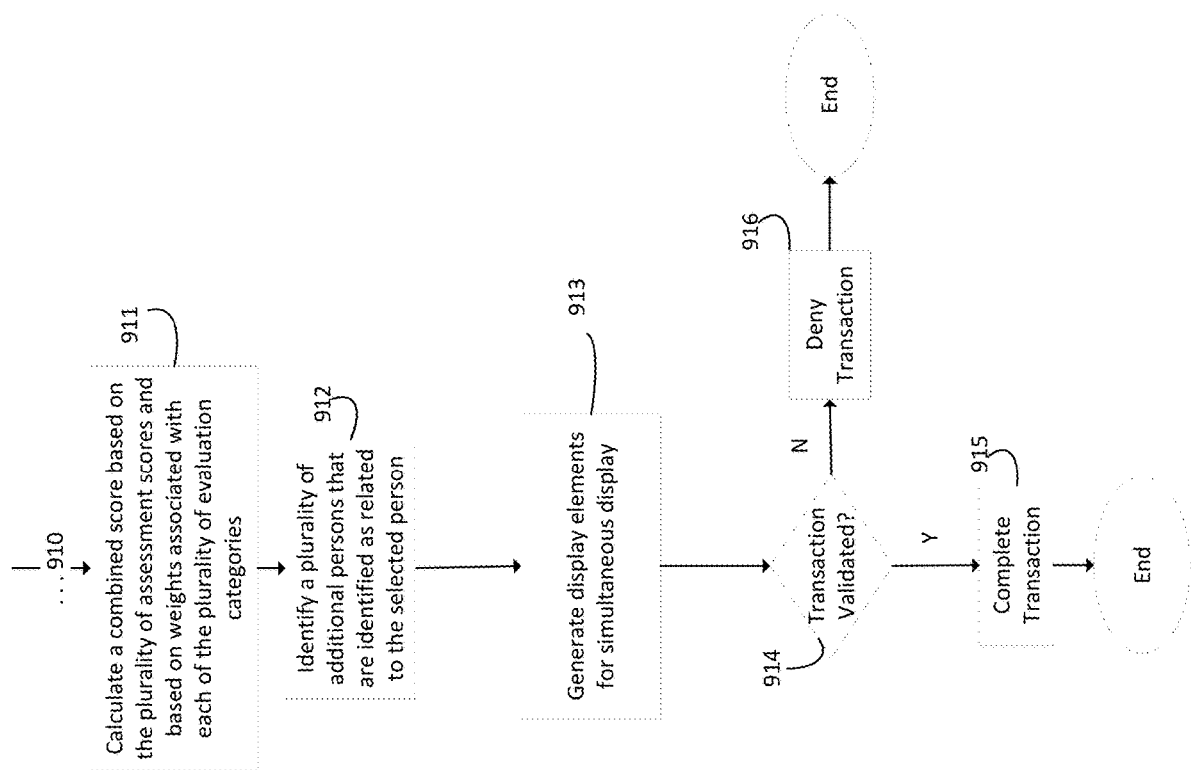 ...910
911
Calculate a combined score based on
the plurality of assessment scores and
based on weights associated with
each of the plurality of evaluation
categories
912
Identify a plurality of
additional persons that
are identified as related
to the selected person
913
Generate display elements
for simultaneous display
914
Transaction
Validated?
N
916
Deny
Transaction
End
Y
915
Complete
Transaction
End